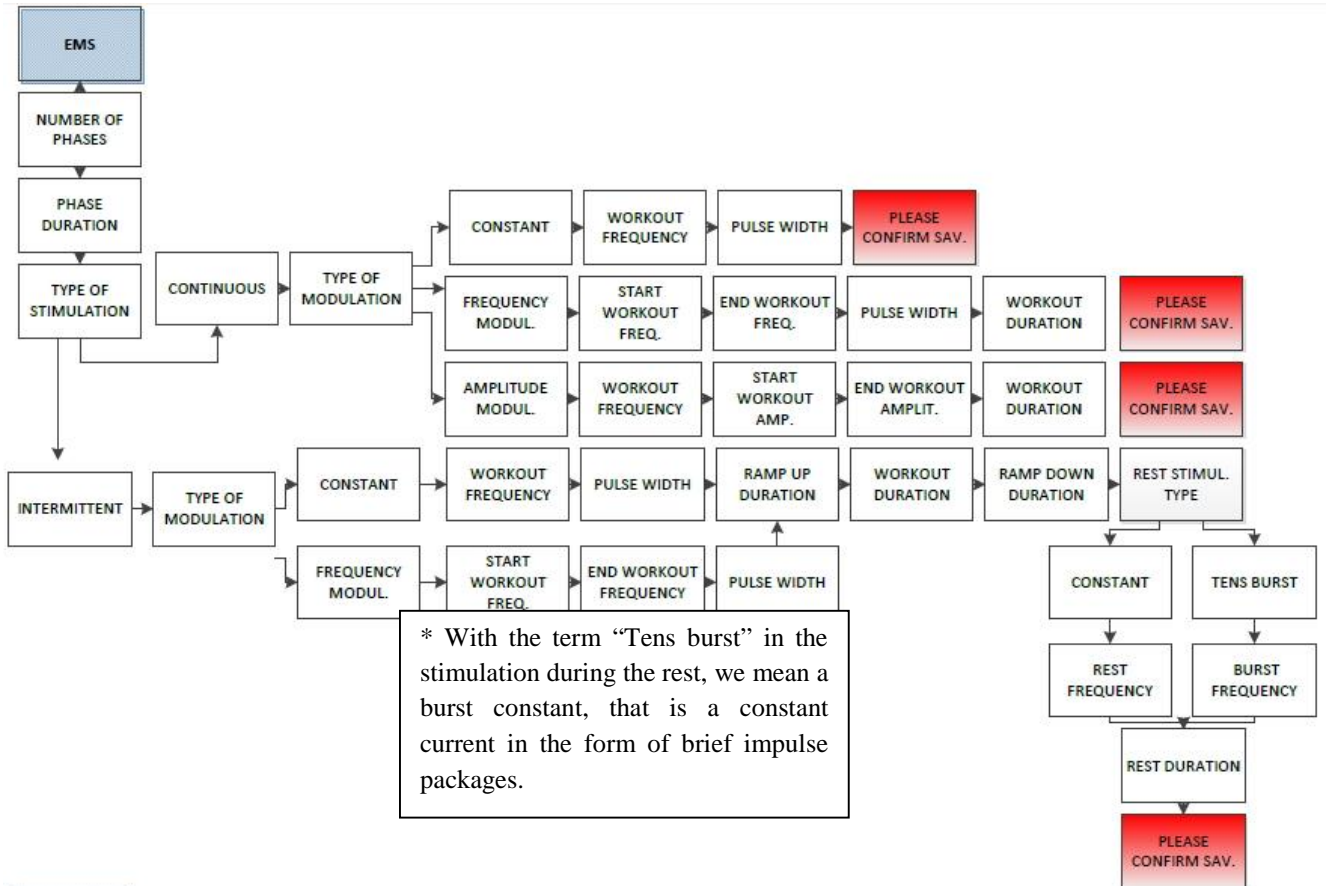 EMS
NUMBER OF
PHASES
PHASE
DURATION
TYPE OF
STIMULATION
CONTINUOUS
TYPE OF
MODULATION
CONSTANT
WORKOUT
FREQUENCY
PULSE WIDTH
PLEASE
CONFIRM SAV.
FREQUENCY
MODUL.
START
WORKOUT
FREQ.
END WORKOUT
FREQ.
PULSE WIDTH
WORKOUT
DURATION
PLEASE
CONFIRM SAV.
AMPLITUDE
MODUL.
WORKOUT
FREQUENCY
START
WORKOUT
AMP.
END WORKOUT
AMPLIT.
WORKOUT
DURATION
PLEASE
CONFIRM SAV.
INTERMITTENT
TYPE OF
MODULATION
CONSTANT
WORKOUT
FREQUENCY
PULSE WIDTH
RAMP UP
DURATION
WORKOUT
DURATION
RAMP DOWN
DURATION
REST STIMUL.
TYPE
FREQUENCY
MODUL.
START
WORKOUT
FREQ.
END WORKOUT
FREQUENCY
PULSE WIDTH
CONSTANT
TENS BURST
REST
FREQUENCY
BURST
FREQUENCY
REST DURATION
PLEASE
CONFIRM SAV.
* With the term “Tens burst” in the
stimulation during the rest, we mean a
burst constant, that is a constant
current in the form of brief impulse
packages.